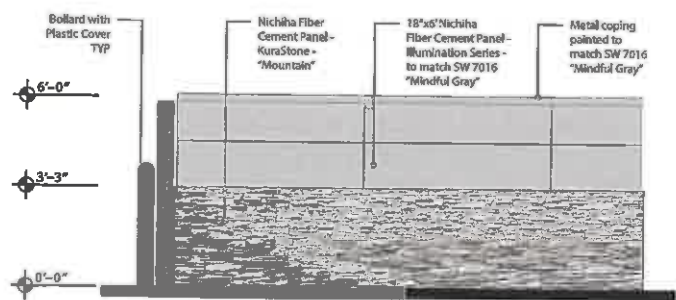 Bollard with
Plastic Cover
TYP
Nichiha Fiber
Cement Panel -
KuraStone -
"Mountain"
18"x6' Nichiha
Fiber Cement Panel -
Illumination Series -
to match SW 7016
"Mindful Gray"
Metal coping
painted to
match SW 7016
"Mindful Gray"
6'-0"
3'-3"
0'-0"